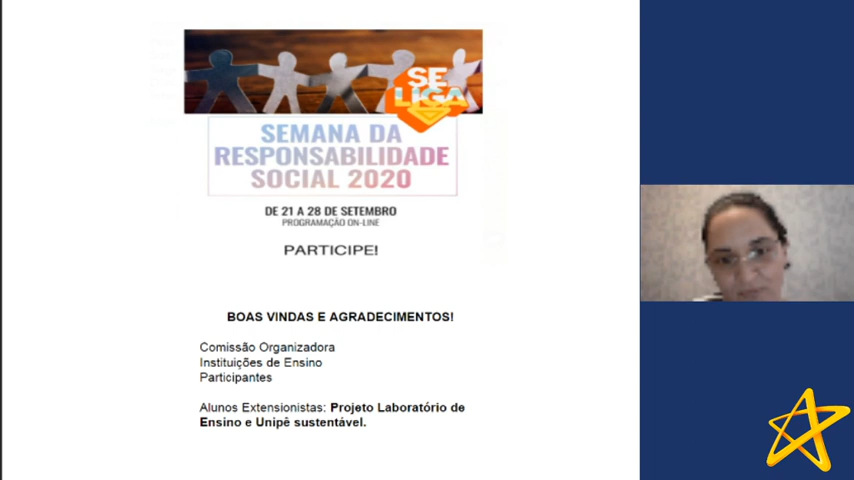 SE
LIGA
SEMANA DA
RESPONSABILIDADE
SOCIAL 2020
DE 21 A 28 DE SETEMBRO
PROGRAMAÇÃO ON-LINE
PARTICIPE!
BOAS VINDAS E AGRADECIMENTOS!
Comissão Organizadora
Instituições de Ensino
Participantes
Alunos Extensionistas: Projeto Laboratório de
Ensino e Unipê sustentável.